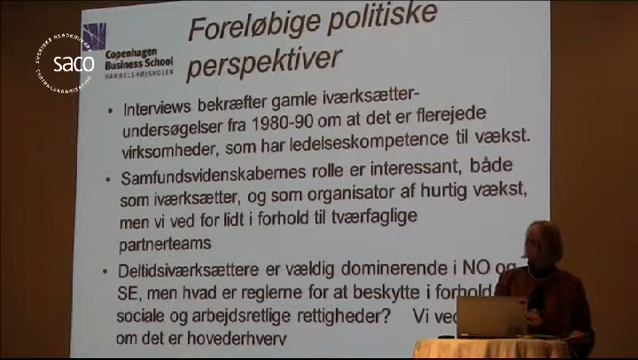 SVERIGES AKADEMIKERS
saco
CENTRALORGANISATION
Copenhagen
Business School
HANDELSHØJSKOLEN
Foreløbige politiske
perspektiver
• Interviews bekræfter gamle iværksætter-
undersøgelser fra 1980-90 om at det er flerejede
virksomheder, som har ledelseskompetence til vækst.
• Samfundsvidenskabernes rolle er interessant, både
som iværksætter, og som organisator af hurtig vækst,
men vi ved for lidt i forhold til tværfaglige
partnerteams
• Deltidsiværksættere er vældig dominerende i NO og
SE, men hvad er reglerne for at beskytte i forhold
sociale og arbejdsretlige rettigheder? Vi ved
om det er hovederhverv